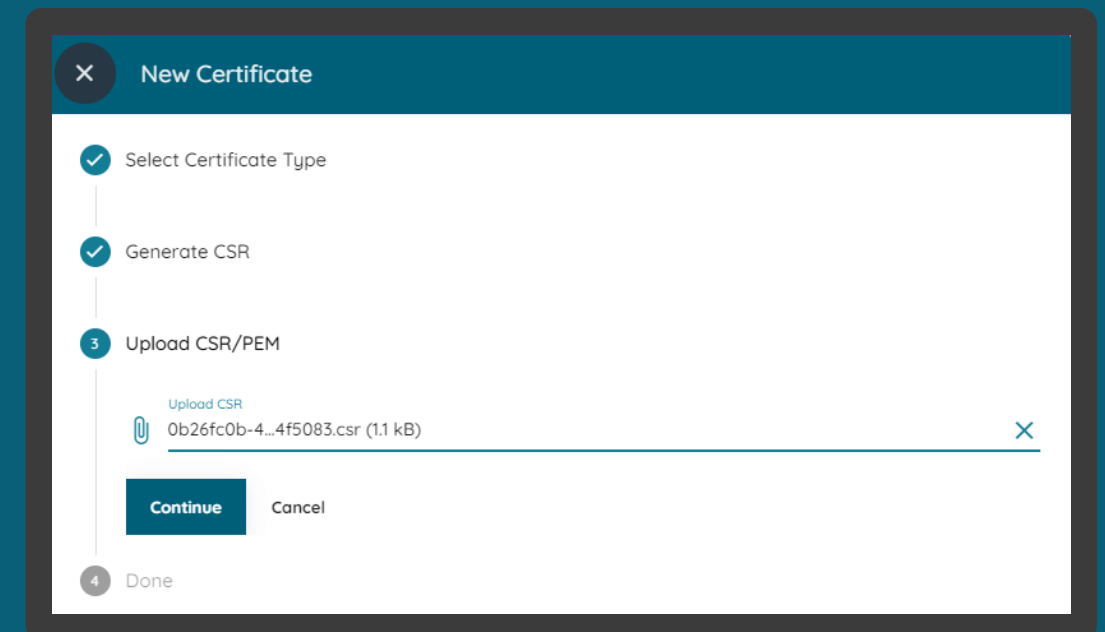 New Certificate
Select Certificate Type
Generate CSR
3 Upload CSR/PEM
Upload CSR
0b26fc0b-4...4f5083.csr (1.1 kB)
Continue Cancel
4 Done